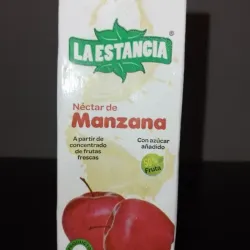 LA ESTANCIA®
Néctar de
Manzana
A partir de
concentrado
de frutas
frescas
Con azúcar
añadido
Fruta